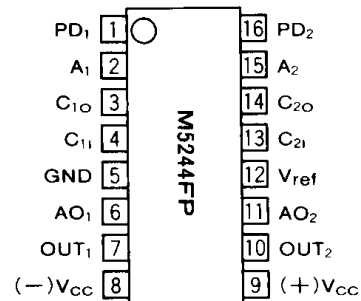 PD₁ 1 16 PD₂
A₁ 2 15 A₂
C₁O 3 14 C₂O
C₁I 4 13 C₂I
GND 5 12 Vref
AO₁ 6 11 AO₂
OUT₁ 7 10 OUT₂
(−)VCC 8 9 (+)VCC
M5244FP